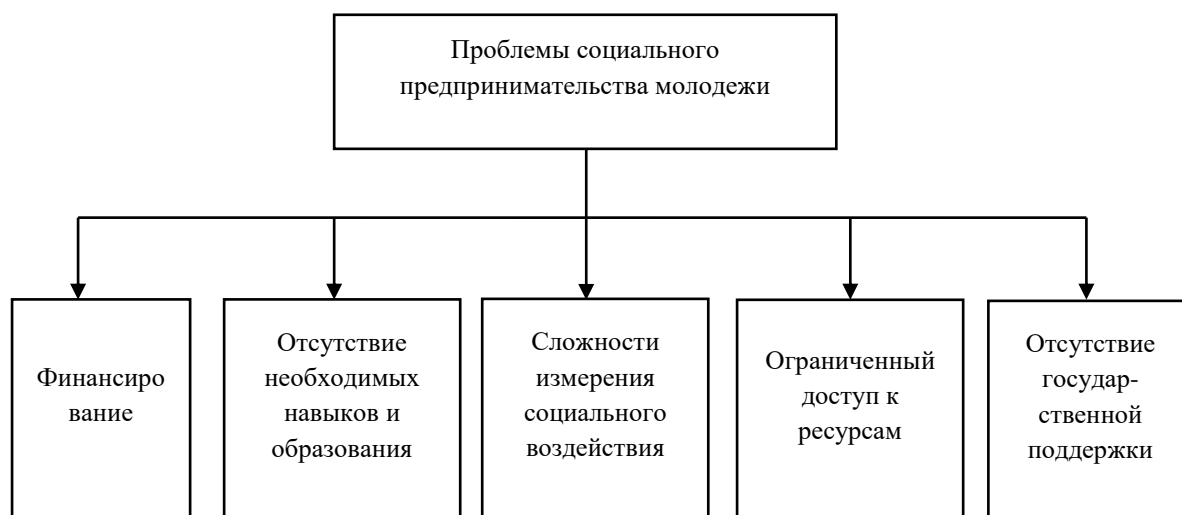 Проблемы социального
предпринимательства молодежи
Финансиро
вание
Отсутствие
необходимых
навыков и
образования
Сложности
измерения
социального
воздействия
Ограниченный
доступ к
ресурсам
Отсутствие
государ-
ственной
поддержки